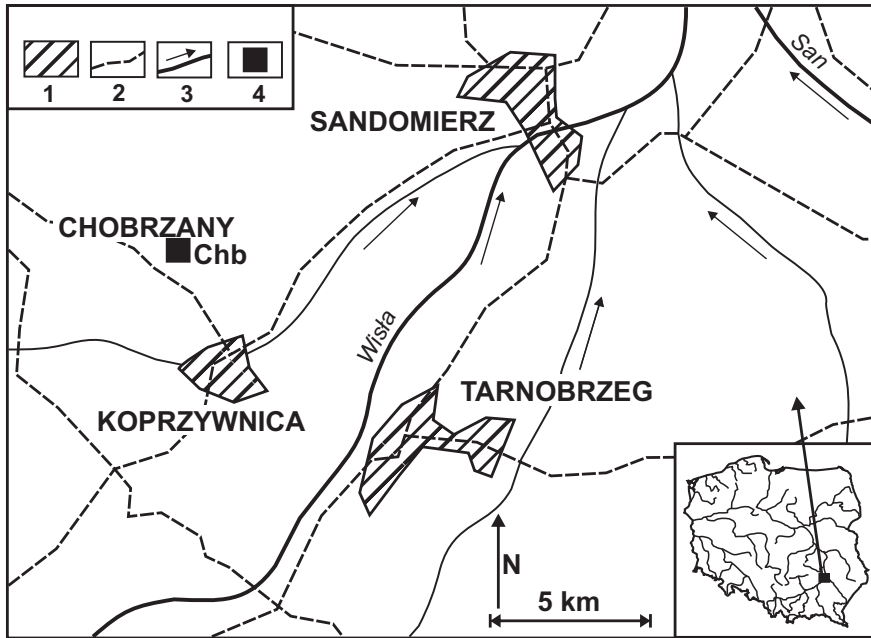 1 2 3 4
San
SANDOMIERZ
CHOBRZANY
Chb
Wisła
TARNOBRZEG
KOPRZYWNICA
N
5 km